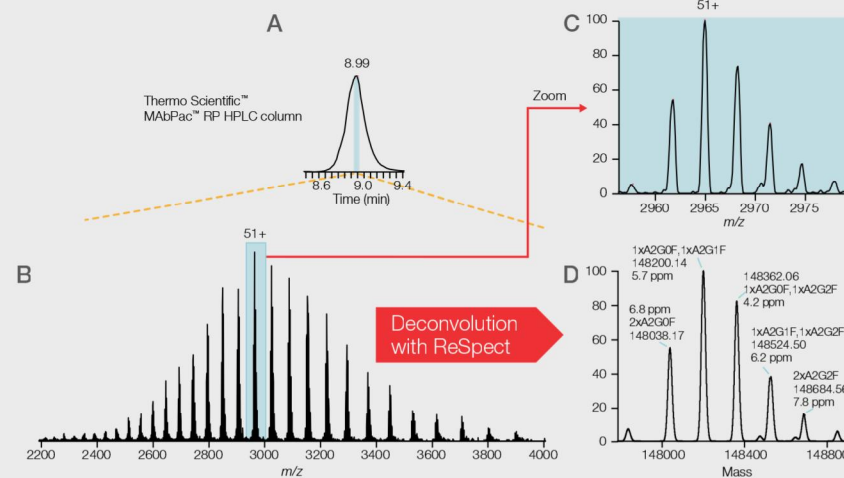 A
8.99
Thermo Scientific™
MAbPac™ RP HPLC column
8.6 9.0 9.4
Time (min)
Zoom
C
51+
100
80
60
40
20
0
2960 2965 2970 2975
m/z
B
51+
2200 2400 2600 2800 3000 3200 3400 3600 3800 4000
m/z
Deconvolution
with ReSpect
D
1xA2G0F,1xA2G1F
148200.14
5.7 ppm
148362.06
1xA2G0F,1xA2G2F
4.2 ppm
6.8 ppm
2xA2G0F
148038.17
1xA2G1F,1xA2G2F
148524.50
6.2 ppm
2xA2G2F
148684.56
7.8 ppm
100
80
60
40
20
0
148000 148400 148800
Mass